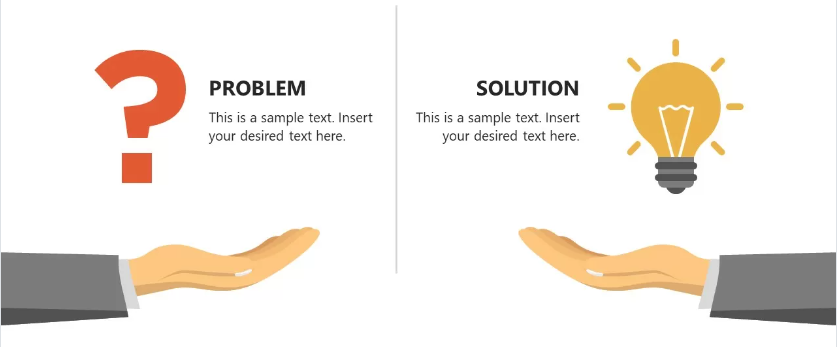 PROBLEM
This is a sample text. Insert
your desired text here.
SOLUTION
This is a sample text. Insert
your desired text here.